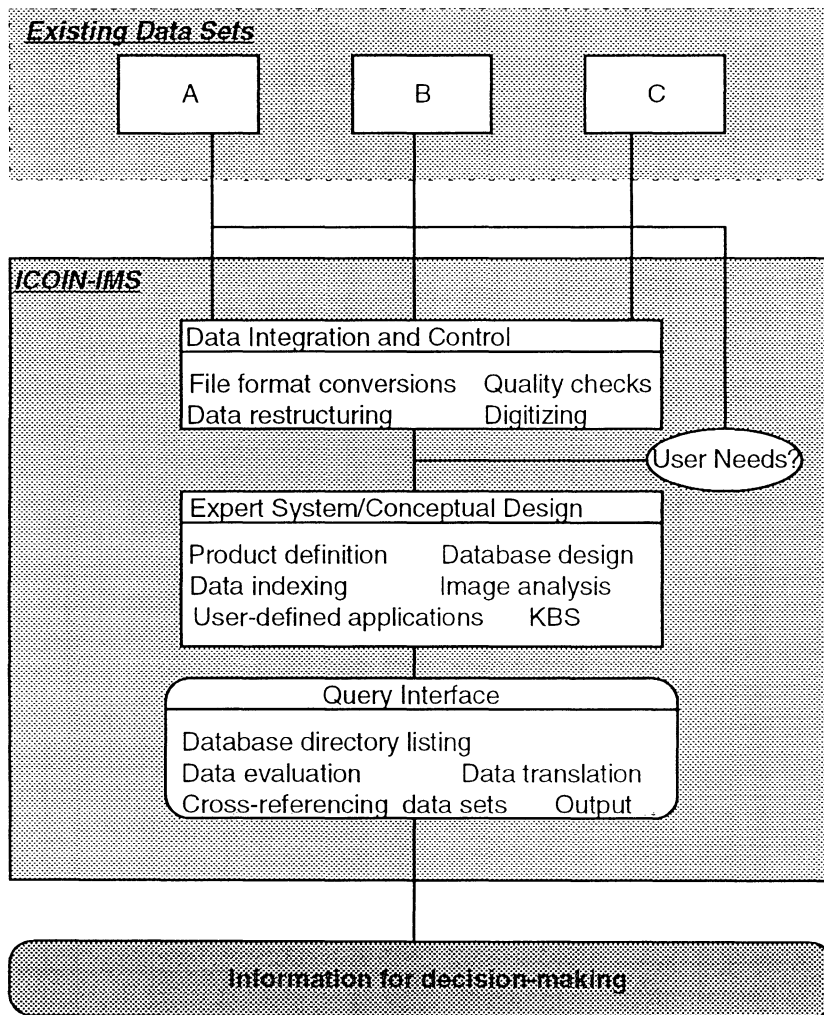 Existing Data Sets
A B C
ICOIN-IMS
Data Integration and Control
File format conversions Quality checks
Data restructuring Digitizing
User Needs?
Expert System/Conceptual Design
Product definition Database design
Data indexing Image analysis
User-defined applications KBS
Query Interface
Database directory listing
Data evaluation Data translation
Cross-referencing data sets Output
Information for decision-making